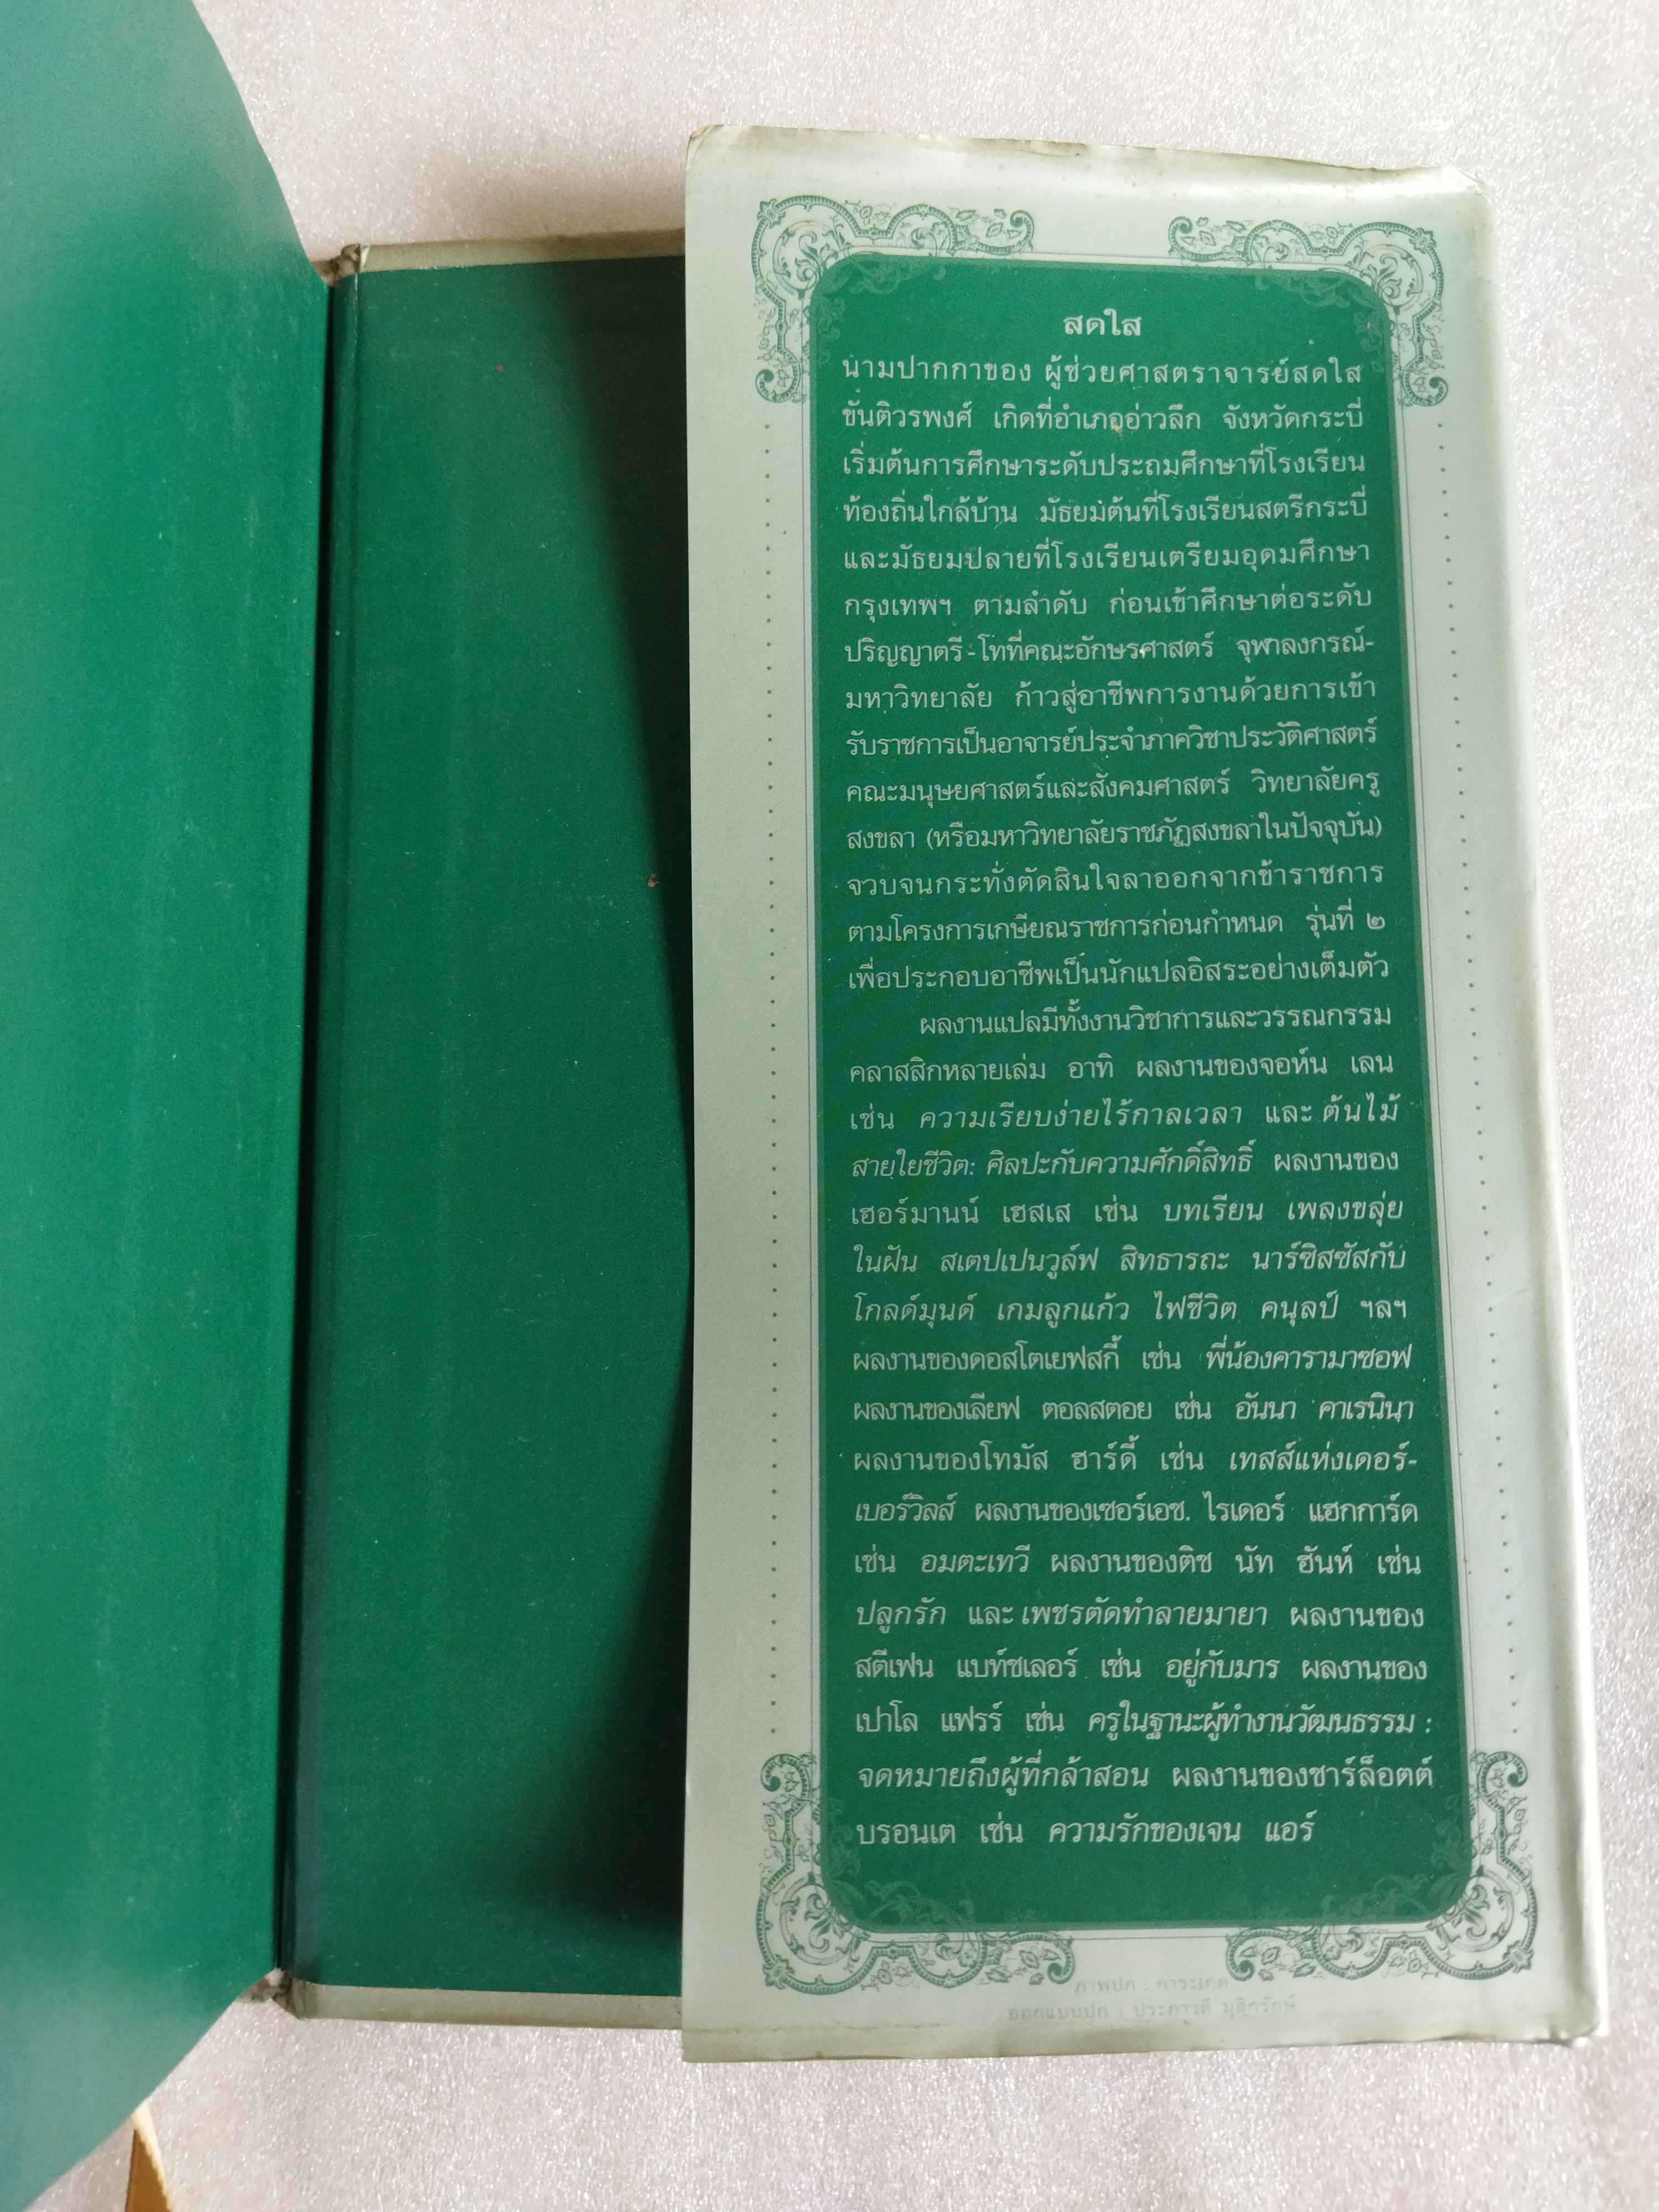 สดใส
นามปากกาของ ผู้ช่วยศาสตราจารย์สดใส
ขันติวรพงศ์ เกิดที่อำเภออ่าวลึก จังหวัดกระบี่
เริ่มต้นการศึกษาระดับประถมศึกษาที่โรงเรียน
ท้องถิ่นใกล้บ้าน มัธยมต้นที่โรงเรียนสตรีกระบี่
และมัธยมปลายที่โรงเรียนเตรียมอุดมศึกษา
กรุงเทพฯ ตามลำดับ ก่อนเข้าศึกษาต่อระดับ
ปริญญาตรี-โทที่คณะอักษรศาสตร์ จุฬาลงกรณ์-
มหาวิทยาลัย ก้าวสู่อาชีพการงานด้วยการเข้า
รับราชการเป็นอาจารย์ประจำภาควิชาประวัติศาสตร์
คณะมนุษยศาสตร์และสังคมศาสตร์ วิทยาลัยครู
สงขลา (หรือมหาวิทยาลัยราชภัฏสงขลาในปัจจุบัน)
จวบจนกระทั่งตัดสินใจลาออกจากข้าราชการ
ตามโครงการเกษียณราชการก่อนกำหนด รุ่นที่ ๒
เพื่อประกอบอาชีพเป็นนักแปลอิสระอย่างเต็มตัว
ผลงานแปลมีทั้งงานวิชาการและวรรณกรรม
คลาสสิกหลายเล่ม อาทิ ผลงานของจอห์น เลน
เช่น ความเรียบง่ายไร้กาลเวลา และ ต้นไม้
สายใยชีวิต: ศิลปะกับความศักดิ์สิทธิ์ ผลงานของ
เฮอร์มานน์ เฮสเส เช่น บทเรียน เพลงขลุ่ย
ในฝัน สเตปเปนวูล์ฟ สิทธารถะ นาร์ซิสซัสกับ
โกลด์มุนด์ เกมลูกแก้ว ไฟชีวิต คนุลป์ ฯลฯ
ผลงานของดอสโตเยฟสกี้ เช่น พี่น้องคารามาซอฟ
ผลงานของเลียฟ ตอลสตอย เช่น อันนา คาเรนินา
ผลงานของโทมัส ฮาร์ดี้ เช่น เทสส์แห่งเดอร์-
เบอร์วิลส์ ผลงานของเซอร์เอช. ไรเดอร์ แฮกการ์ด
เช่น อมตะเทวี ผลงานของติช นัท ฮันห์ เช่น
ปลูกรัก และ เพชรตัดทำลายมายา ผลงานของ
สตีเฟน แบท์ชเลอร์ เช่น อยู่กับมาร ผลงานของ
เปาโล แฟรร์ เช่น ครูในฐานะผู้ทำงานวัฒนธรรม :
จดหมายถึงผู้ที่กล้าสอน ผลงานของชาร์ล็อตต์
บรอนเต เช่น ความรักของเจน แอร์
ภาพปก : การะเกด
ออกแบบปก : ประภาวดี มุสิกรักษ์